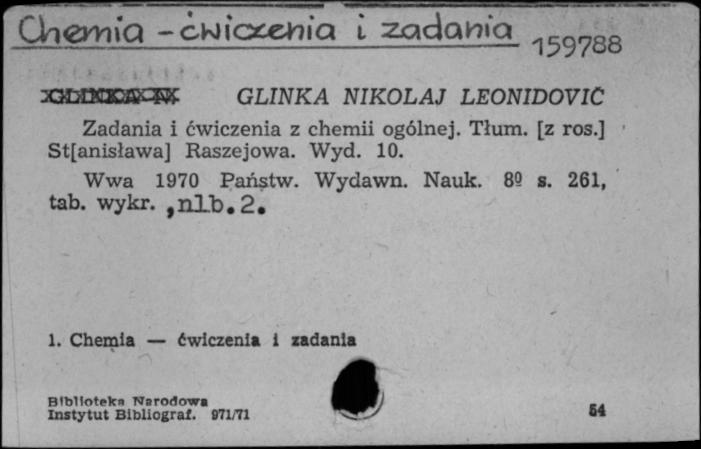 Chemia - ćwiczenia i zadania
159788
GLINKA NIKOLAJ LEONIDOVIČ
Zadania i ćwiczenia z chemii ogólnej. Tłum. [z ros.]
St[anisława] Raszejowa. Wyd. 10.
Wwa 1970 Państw. Wydawn. Nauk. 8º s. 261,
tab. wykr. ,nlb.2.
1. Chemia — ćwiczenia i zadania
Biblioteka Narodowa
Instytut Bibliograf. 971/71
54